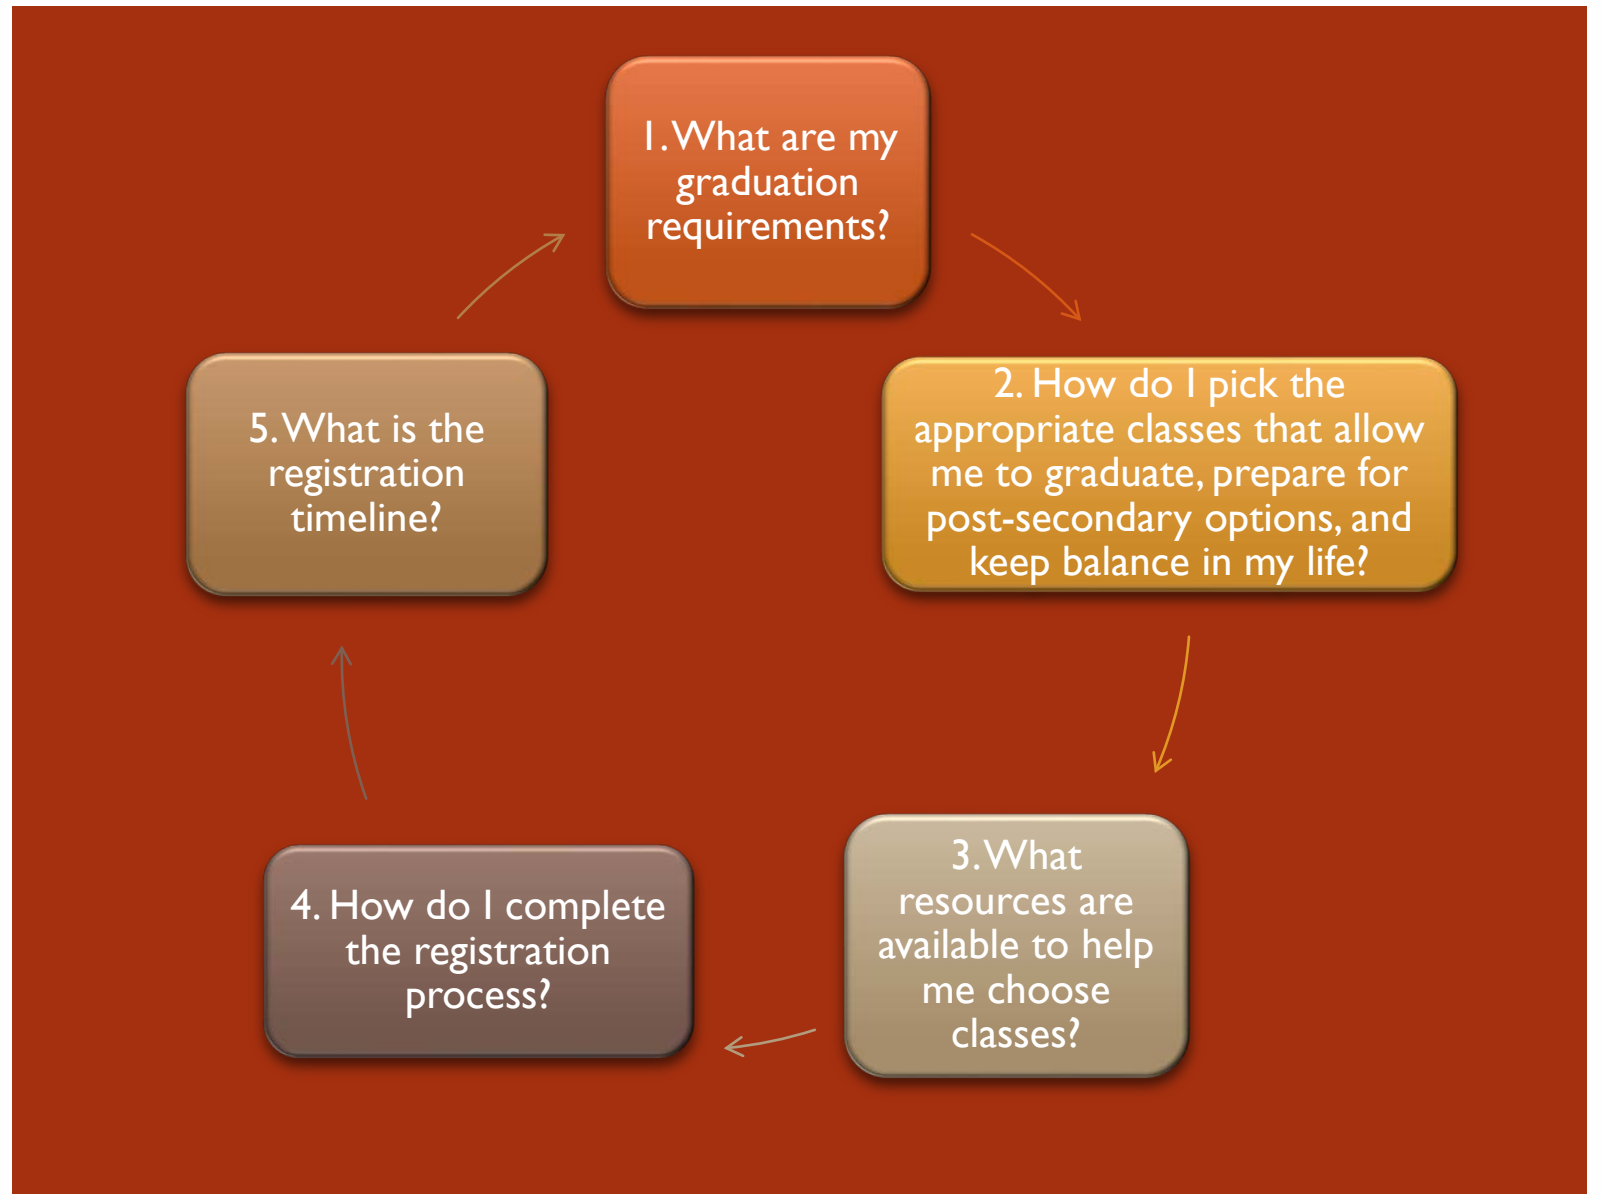 1. What are my
graduation
requirements?
2. How do I pick the
appropriate classes that allow
me to graduate, prepare for
post-secondary options, and
keep balance in my life?
3. What
resources are
available to help
me choose
classes?
4. How do I complete
the registration
process?
5. What is the
registration
timeline?